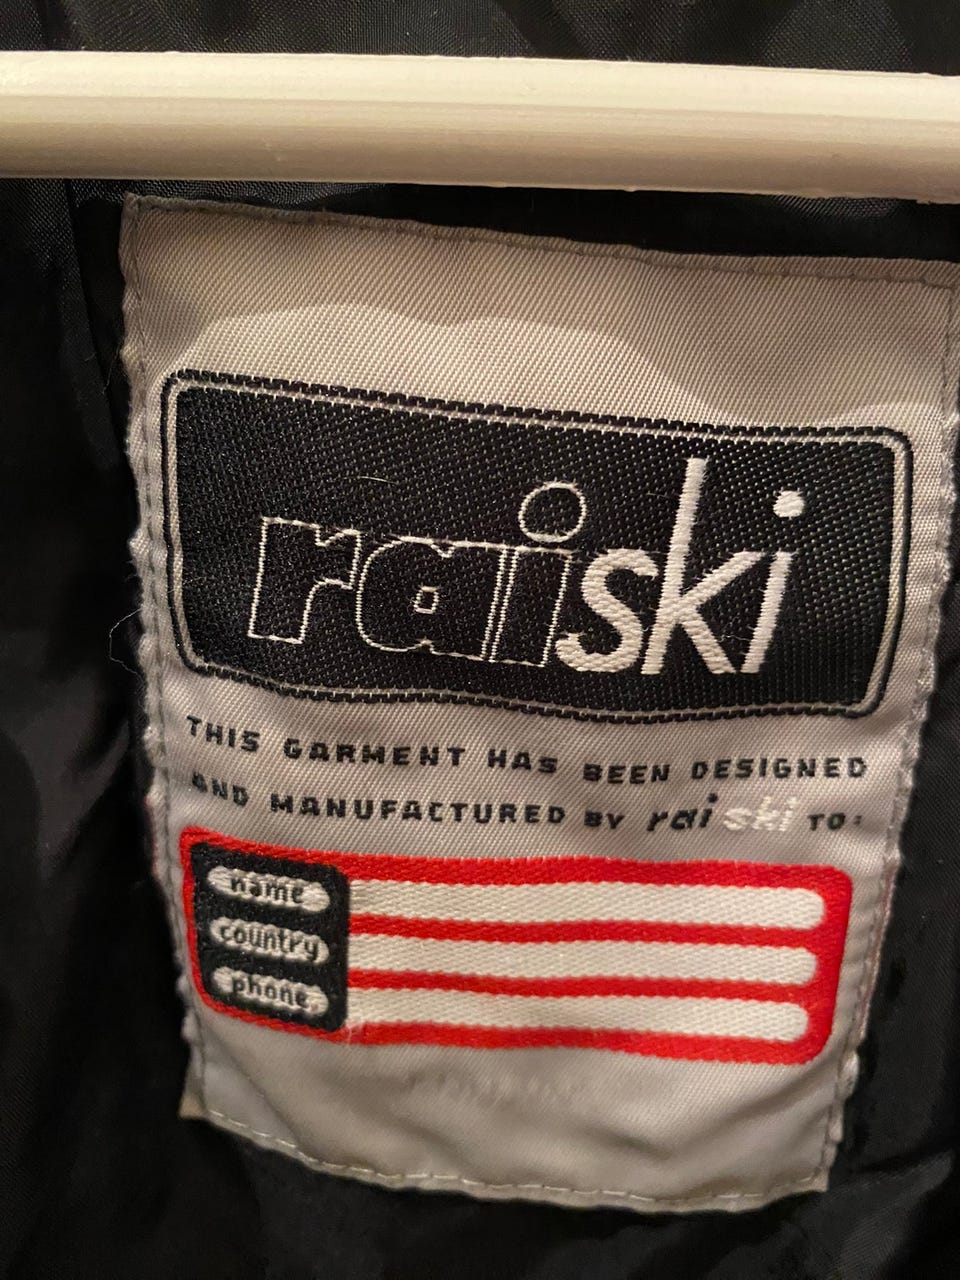 raiski
THIS GARMENT HAS BEEN DESIGNED
AND MANUFACTURED BY raiski TO:
name
country
phone